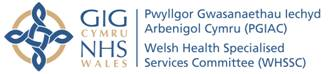 GIG
CYMRU
NHS
WALES
Pwyllgor Gwasanaethau Iechyd
Arbenigol Cymru (PGIAC)
Welsh Health Specialised
Services Committee (WHSSC)